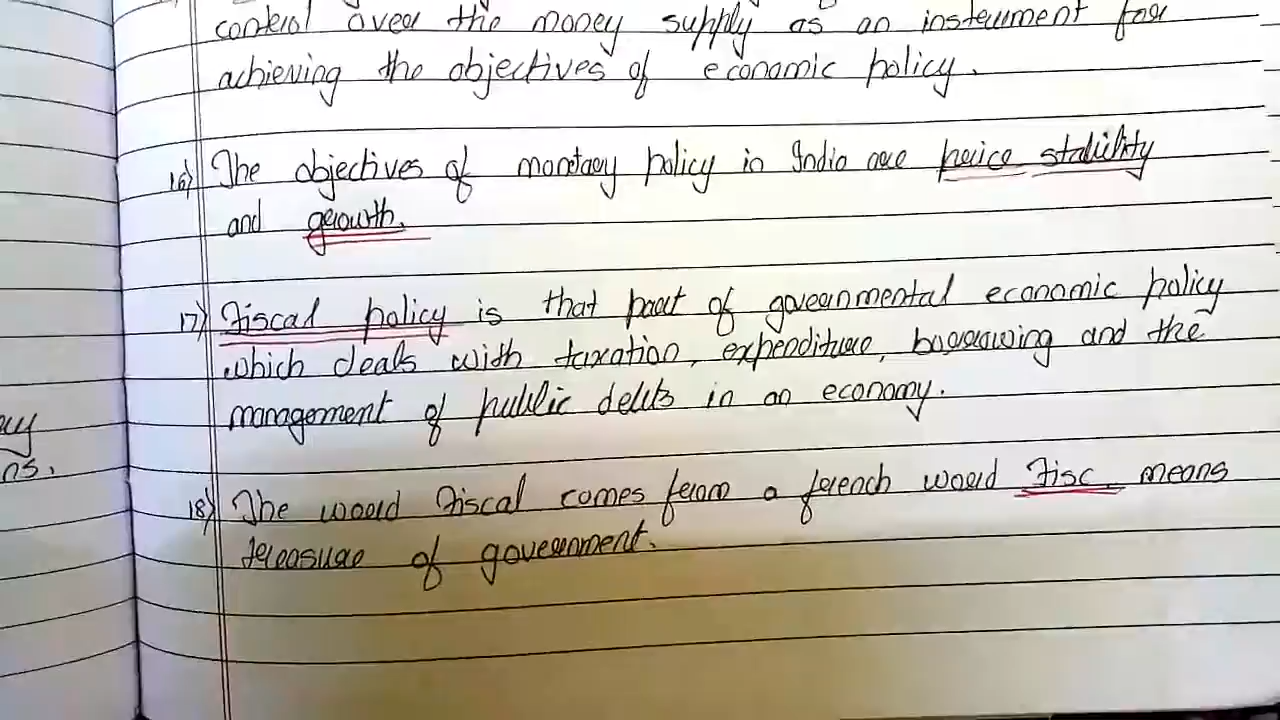 control over the money supply as an instrument for
achieving the objectives of economic policy.
16) The objectives of monetary policy in India are price stability
and growth.
17) Fiscal policy is that part of governmental economic policy
which deals with taxation, expenditure, borrowing and the
management of public debts in an economy.
18) The word Fiscal comes from a french word Fisc means
treasure of government.
ns.